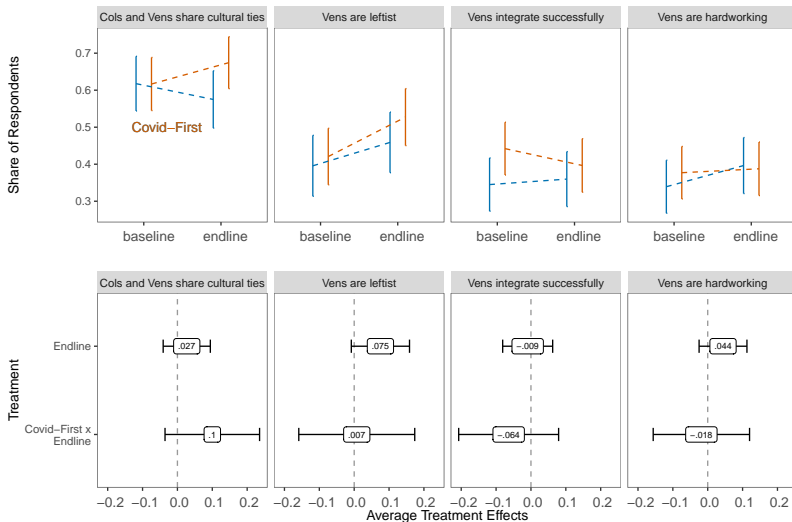 Cols and Vens share cultural ties
Vens are leftist
Vens integrate successfully
Vens are hardworking
Share of Respondents
0.7
0.6
0.5
0.4
0.3
Covid−First
baseline endline
baseline endline
baseline endline
baseline endline
Cols and Vens share cultural ties
Vens are leftist
Vens integrate successfully
Vens are hardworking
Treatment
Endline
.027
.075
−.009
.044
Covid−First x
Endline
.1
.007
−.064
−.018
−0.2 −0.1 0.0 0.1 0.2
−0.2 −0.1 0.0 0.1 0.2
−0.2 −0.1 0.0 0.1 0.2
−0.2 −0.1 0.0 0.1 0.2
Average Treatment Effects